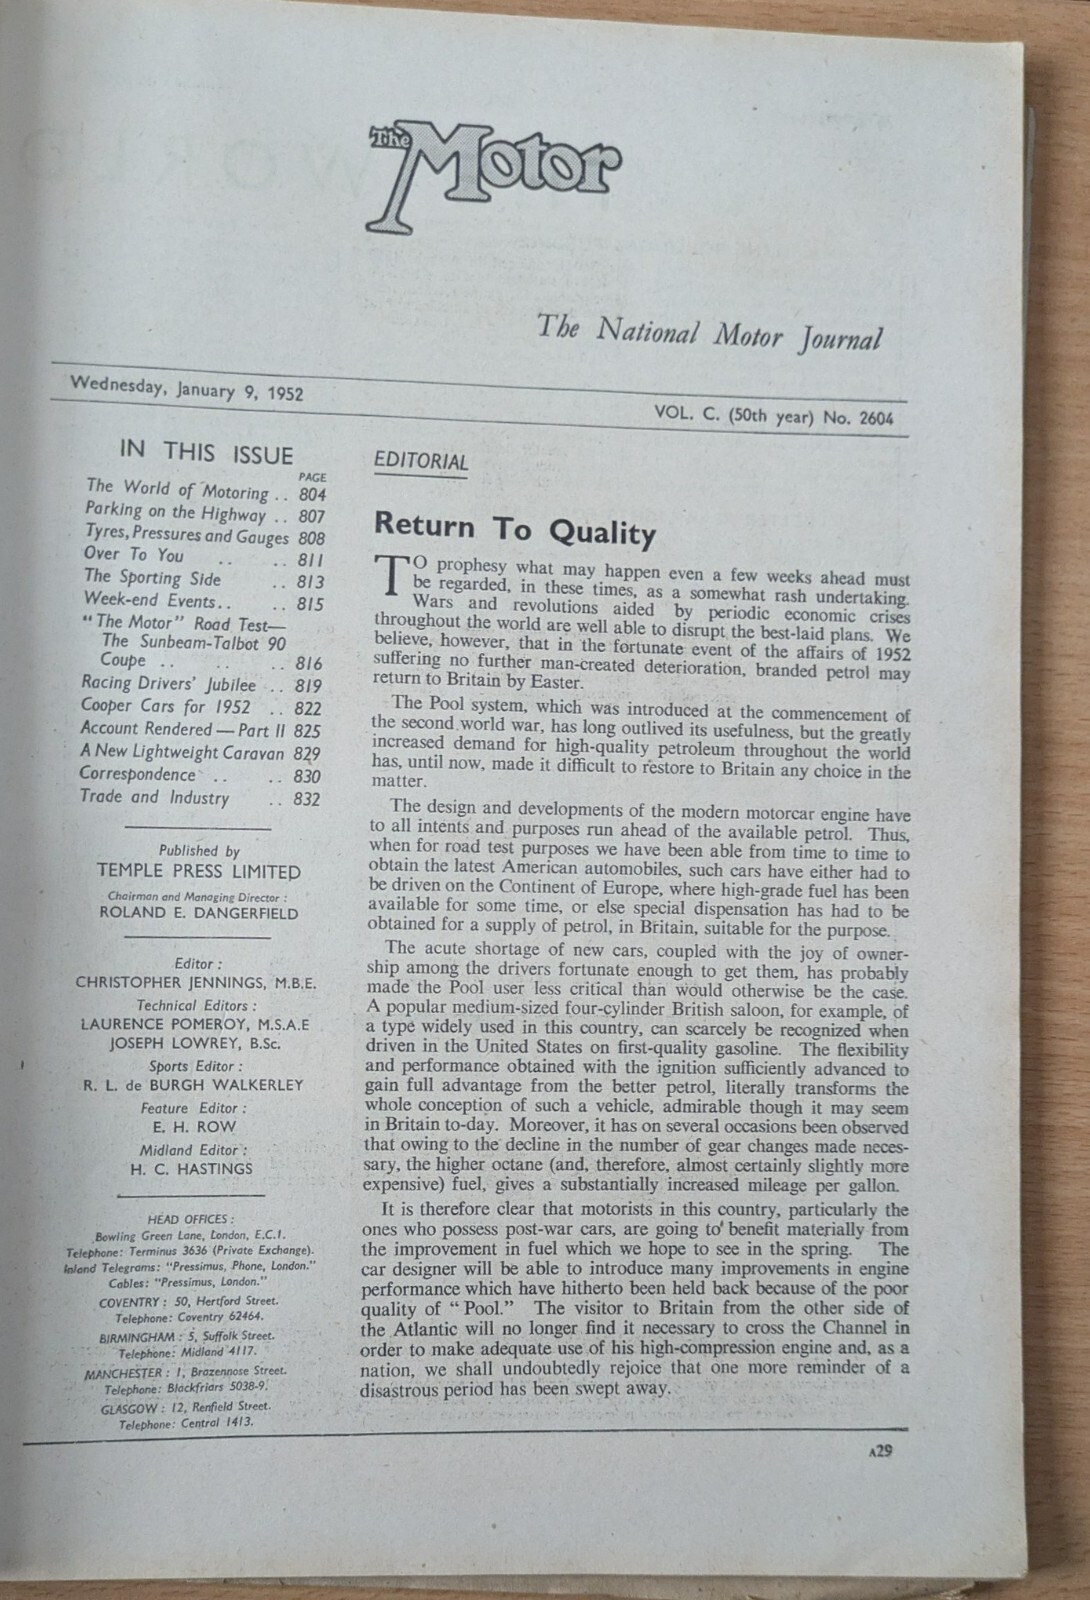 The Motor
The National Motor Journal
Wednesday, January 9, 1952
VOL. C. (50th year) No. 2604
IN THIS ISSUE
PAGE
The World of Motoring .. 804
Parking on the Highway .. 807
Tyres, Pressures and Gauges 808
Over To You .. .. 811
The Sporting Side .. 813
Week-end Events.. .. 815
"The Motor" Road Test—
The Sunbeam-Talbot 90
Coupe .. .. .. 816
Racing Drivers' Jubilee .. 819
Cooper Cars for 1952 .. 822
Account Rendered — Part II 825
A New Lightweight Caravan 829
Correspondence .. .. 830
Trade and Industry .. 832
Published by
TEMPLE PRESS LIMITED
Chairman and Managing Director :
ROLAND E. DANGERFIELD
Editor :
CHRISTOPHER JENNINGS, M.B.E.
Technical Editors :
LAURENCE POMEROY, M.S.A.E
JOSEPH LOWREY, B.Sc.
Sports Editor :
R. L. de BURGH WALKERLEY
Feature Editor :
E. H. ROW
Midland Editor :
H. C. HASTINGS
HEAD OFFICES :
Bowling Green Lane, London, E.C.1.
Telephone: Terminus 3636 (Private Exchange).
Inland Telegrams: "Pressimus, Phone, London."
Cables: "Pressimus, London."
COVENTRY : 50, Hertford Street.
Telephone: Coventry 62464.
BIRMINGHAM : 5, Suffolk Street.
Telephone: Midland 4117.
MANCHESTER : 1, Brazennose Street.
Telephone: Blackfriars 5038-9.
GLASGOW : 12, Renfield Street.
Telephone: Central 1413.
EDITORIAL
Return To Quality
TO prophesy what may happen even a few weeks ahead must
be regarded, in these times, as a somewhat rash undertaking.
Wars and revolutions aided by periodic economic crises
throughout the world are well able to disrupt the best-laid plans. We
believe, however, that in the fortunate event of the affairs of 1952
suffering no further man-created deterioration, branded petrol may
return to Britain by Easter.
The Pool system, which was introduced at the commencement of
the second world war, has long outlived its usefulness, but the greatly
increased demand for high-quality petroleum throughout the world
has, until now, made it difficult to restore to Britain any choice in the
matter.
The design and developments of the modern motorcar engine have
to all intents and purposes run ahead of the available petrol. Thus,
when for road test purposes we have been able from time to time to
obtain the latest American automobiles, such cars have either had to
be driven on the Continent of Europe, where high-grade fuel has been
available for some time, or else special dispensation has had to be
obtained for a supply of petrol, in Britain, suitable for the purpose.
The acute shortage of new cars, coupled with the joy of owner-
ship among the drivers fortunate enough to get them, has probably
made the Pool user less critical than would otherwise be the case.
A popular medium-sized four-cylinder British saloon, for example, of
a type widely used in this country, can scarcely be recognized when
driven in the United States on first-quality gasoline. The flexibility
and performance obtained with the ignition sufficiently advanced to
gain full advantage from the better petrol, literally transforms the
whole conception of such a vehicle, admirable though it may seem
in Britain to-day. Moreover, it has on several occasions been observed
that owing to the decline in the number of gear changes made neces-
sary, the higher octane (and, therefore, almost certainly slightly more
expensive) fuel, gives a substantially increased mileage per gallon.
It is therefore clear that motorists in this country, particularly the
ones who possess post-war cars, are going to benefit materially from
the improvement in fuel which we hope to see in the spring. The
car designer will be able to introduce many improvements in engine
performance which have hitherto been held back because of the poor
quality of "Pool." The visitor to Britain from the other side of
the Atlantic will no longer find it necessary to cross the Channel in
order to make adequate use of his high-compression engine and, as a
nation, we shall undoubtedly rejoice that one more reminder of a
disastrous period has been swept away.
A29